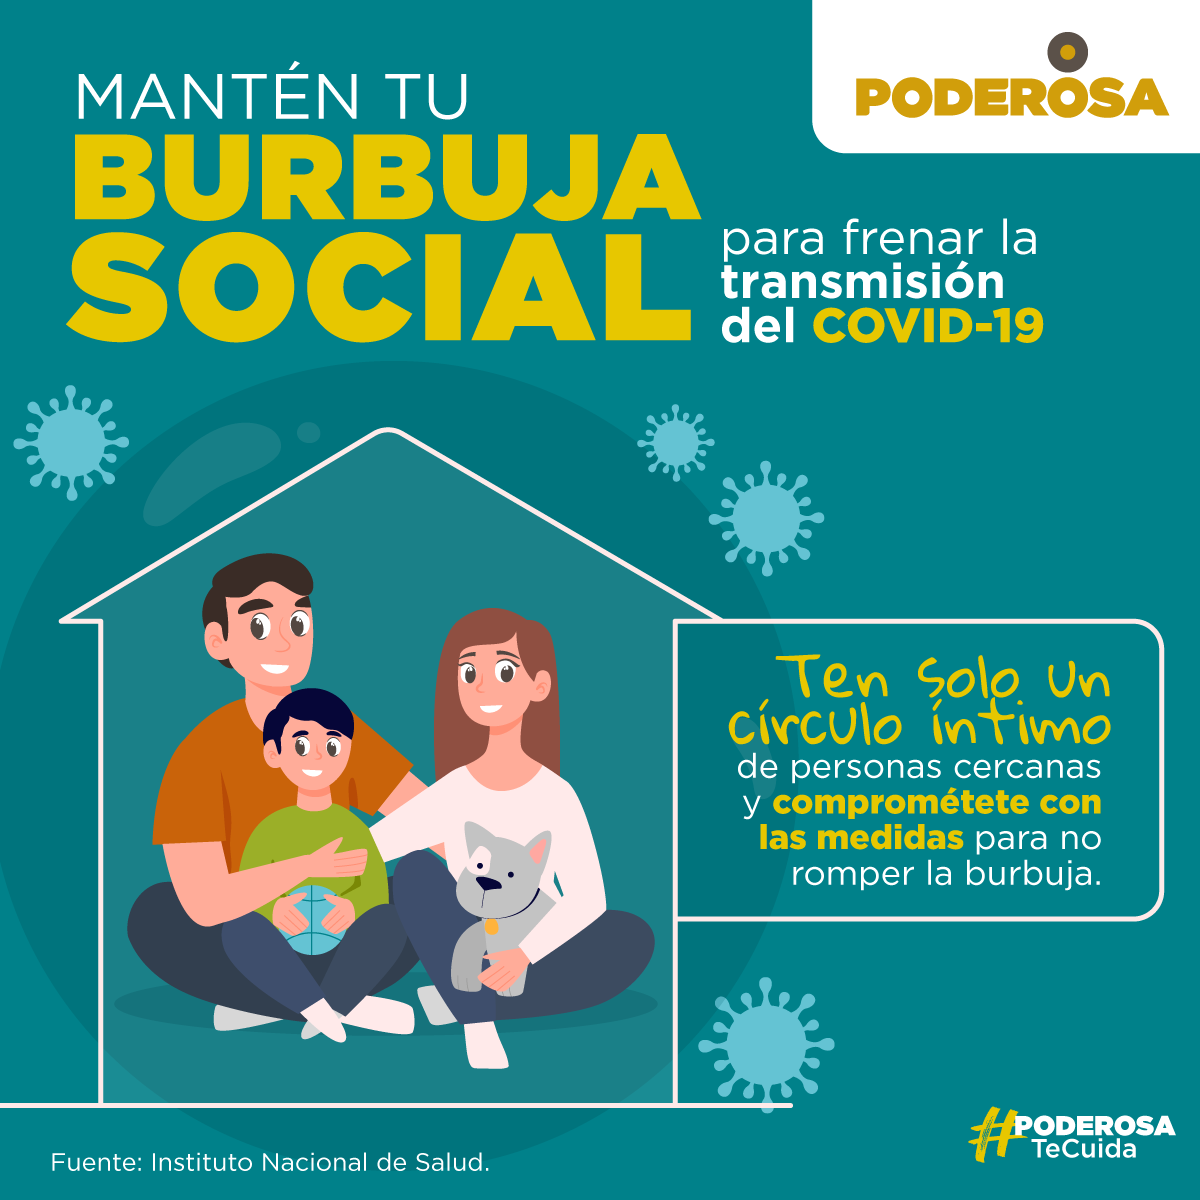 MANTÉN TU
BURBUJA
SOCIAL
para frenar la
transmisión
del COVID-19
PODEROSA
Ten solo un
círculo íntimo
de personas cercanas
y comprométete con
las medidas para no
romper la burbuja.
#PODEROSA
TeCuida
Fuente: Instituto Nacional de Salud.